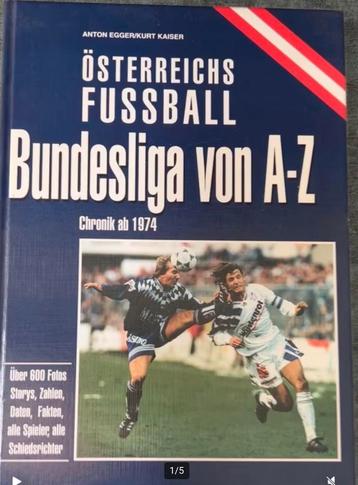 ANTON EGGER/KURT KAISER
ÖSTERREICHS
FUSSBALL
Bundesliga von A-Z
Chronik ab 1974
Über 600 Fotos
Storys, Zahlen,
Daten, Fakten,
alle Spieler, alle
Schiedsrichter
1/5